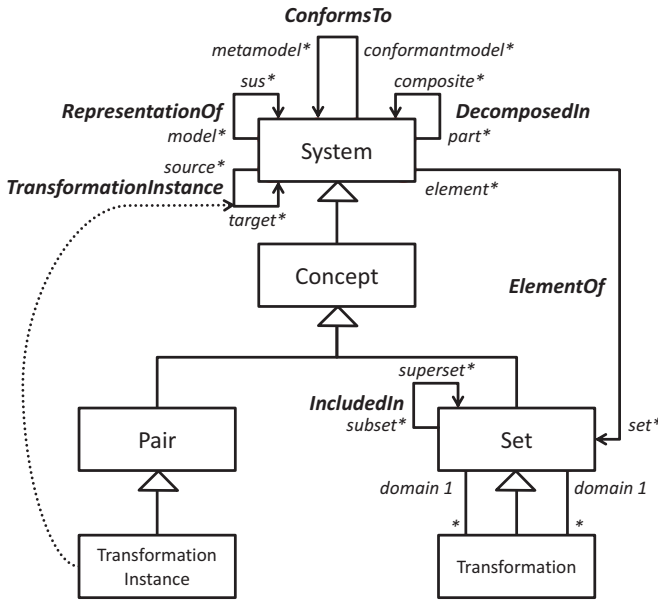 ConformsTo
metamodel* conformantmodel*
sus* composite*
RepresentationOf DecomposedIn
model* System part*
source*
TransformationInstance element*
target*
Concept
ElementOf
superset*
IncludedIn
subset*
Pair Set set*
domain 1 domain 1
* *
Transformation
Instance
Transformation